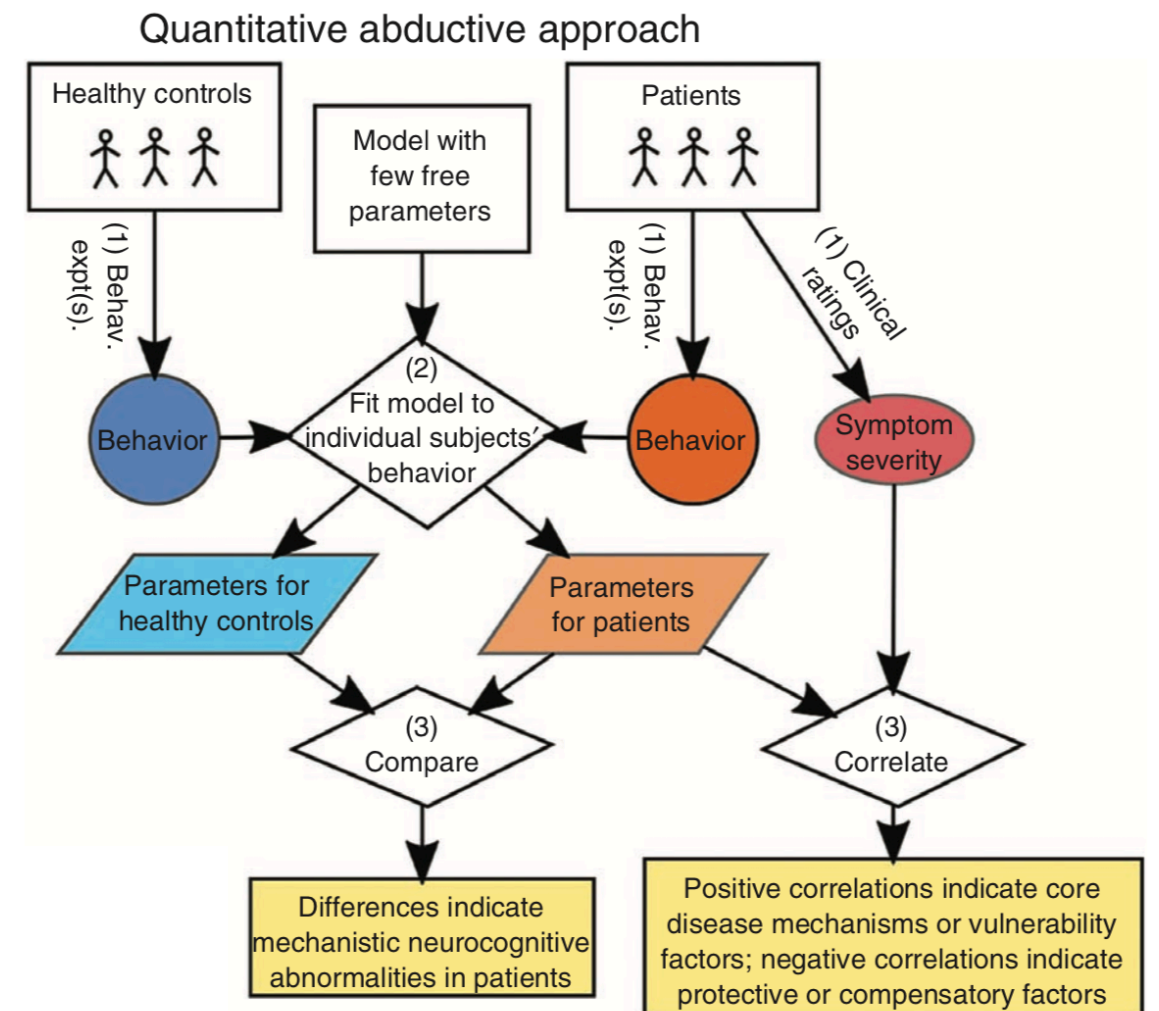 Quantitative abductive approach
Healthy controls
Patients
Model with
few free
parameters
(1) Behav.
expt(s).
(1) Behav.
expt(s).
(1) Clinical
ratings
(2)
Fit model to
individual subjects′
behavior
Behavior
Behavior
Symptom
severity
Parameters for
healthy controls
Parameters
for patients
(3)
Compare
(3)
Correlate
Differences indicate
mechanistic neurocognitive
abnormalities in patients
Positive correlations indicate core
disease mechanisms or vulnerability
factors; negative correlations indicate
protective or compensatory factors